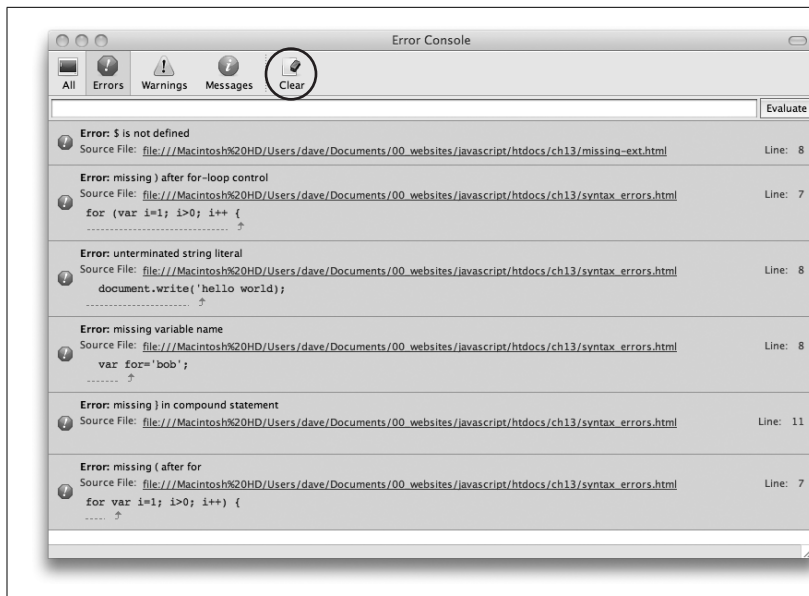 Error Console
All Errors Warnings Messages Clear
Evaluate
Error: $ is not defined
Source File: file:///Macintosh%20HD/Users/dave/Documents/00_websites/javascript/htdocs/ch13/missing-ext.html Line: 8
Error: missing ) after for-loop control
Source File: file:///Macintosh%20HD/Users/dave/Documents/00_websites/javascript/htdocs/ch13/syntax_errors.html Line: 7
for (var i=1; i>0; i++ {
Error: unterminated string literal
Source File: file:///Macintosh%20HD/Users/dave/Documents/00_websites/javascript/htdocs/ch13/syntax_errors.html Line: 8
document.write('hello world);
Error: missing variable name
Source File: file:///Macintosh%20HD/Users/dave/Documents/00_websites/javascript/htdocs/ch13/syntax_errors.html Line: 8
var for='bob';
Error: missing } in compound statement
Source File: file:///Macintosh%20HD/Users/dave/Documents/00_websites/javascript/htdocs/ch13/syntax_errors.html Line: 11
Error: missing ( after for
Source File: file:///Macintosh%20HD/Users/dave/Documents/00_websites/javascript/htdocs/ch13/syntax_errors.html Line: 7
for var i=1; i>0; i++) {